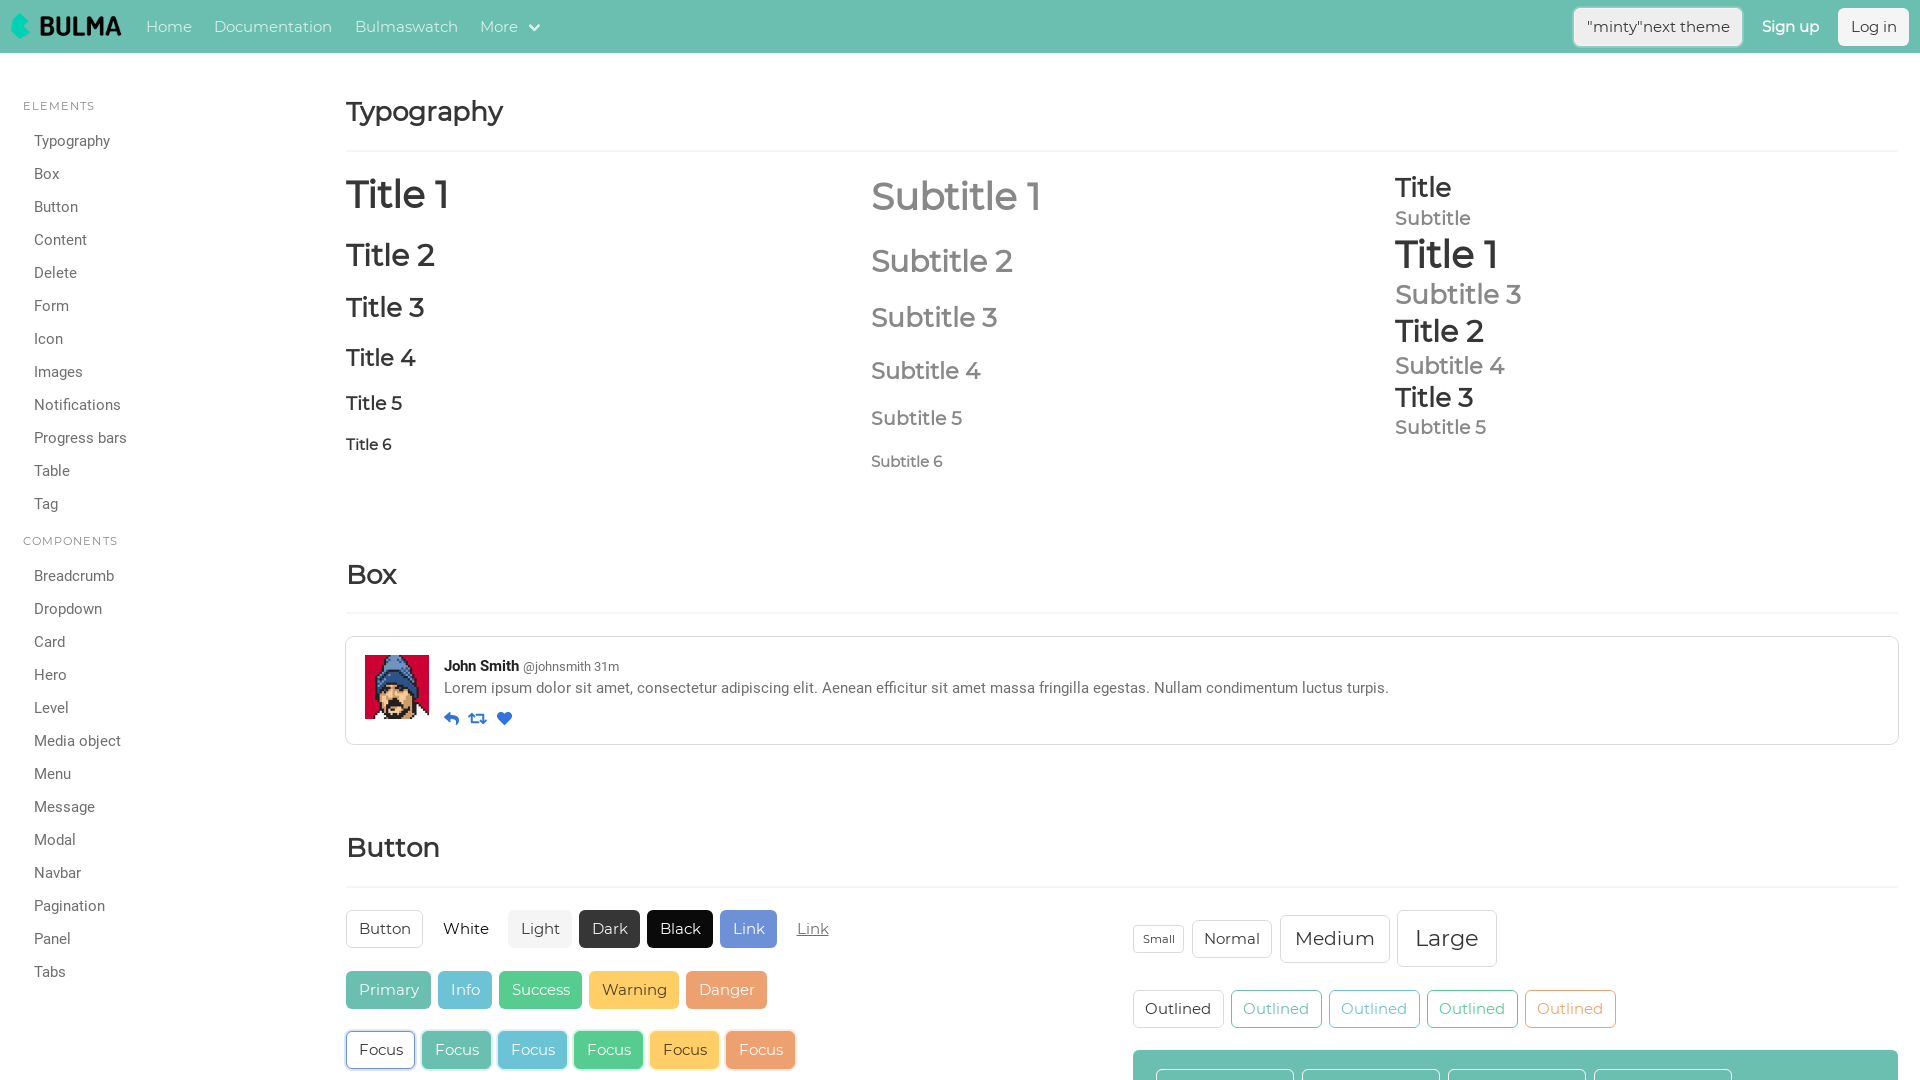 BULMA Home Documentation Bulmaswatch More "minty"next theme Sign up Log in
ELEMENTS
Typography
Box
Button
Content
Delete
Form
Icon
Images
Notifications
Progress bars
Table
Tag
COMPONENTS
Breadcrumb
Dropdown
Card
Hero
Level
Media object
Menu
Message
Modal
Navbar
Pagination
Panel
Tabs
Typography
Title 1
Title 2
Title 3
Title 4
Title 5
Title 6
Subtitle 1
Subtitle 2
Subtitle 3
Subtitle 4
Subtitle 5
Subtitle 6
Title
Subtitle
Title 1
Subtitle 3
Title 2
Subtitle 4
Title 3
Subtitle 5
Box
John Smith @johnsmith 31m
Lorem ipsum dolor sit amet, consectetur adipiscing elit. Aenean efficitur sit amet massa fringilla egestas. Nullam condimentum luctus turpis.
Button
Button White Light Dark Black Link Link
Primary Info Success Warning Danger
Focus Focus Focus Focus Focus Focus
Small Normal Medium Large
Outlined Outlined Outlined Outlined Outlined